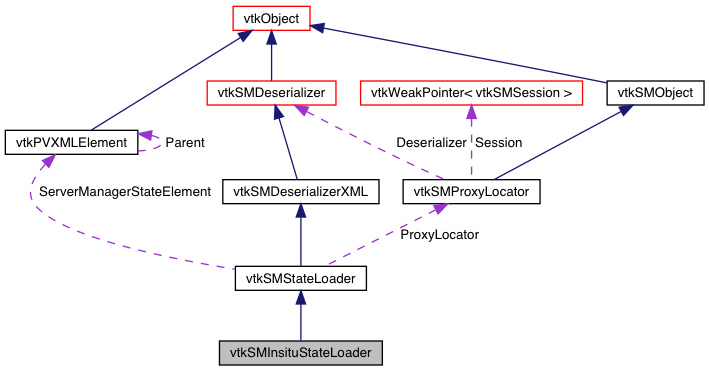 vtkObject
vtkSMDeserializer
vtkWeakPointer< vtkSMSession >
vtkSMObject
vtkPVXMLElement
Parent
Deserializer
Session
ServerManagerStateElement
vtkSMDeserializerXML
vtkSMProxyLocator
ProxyLocator
vtkSMStateLoader
vtkSMInsituStateLoader